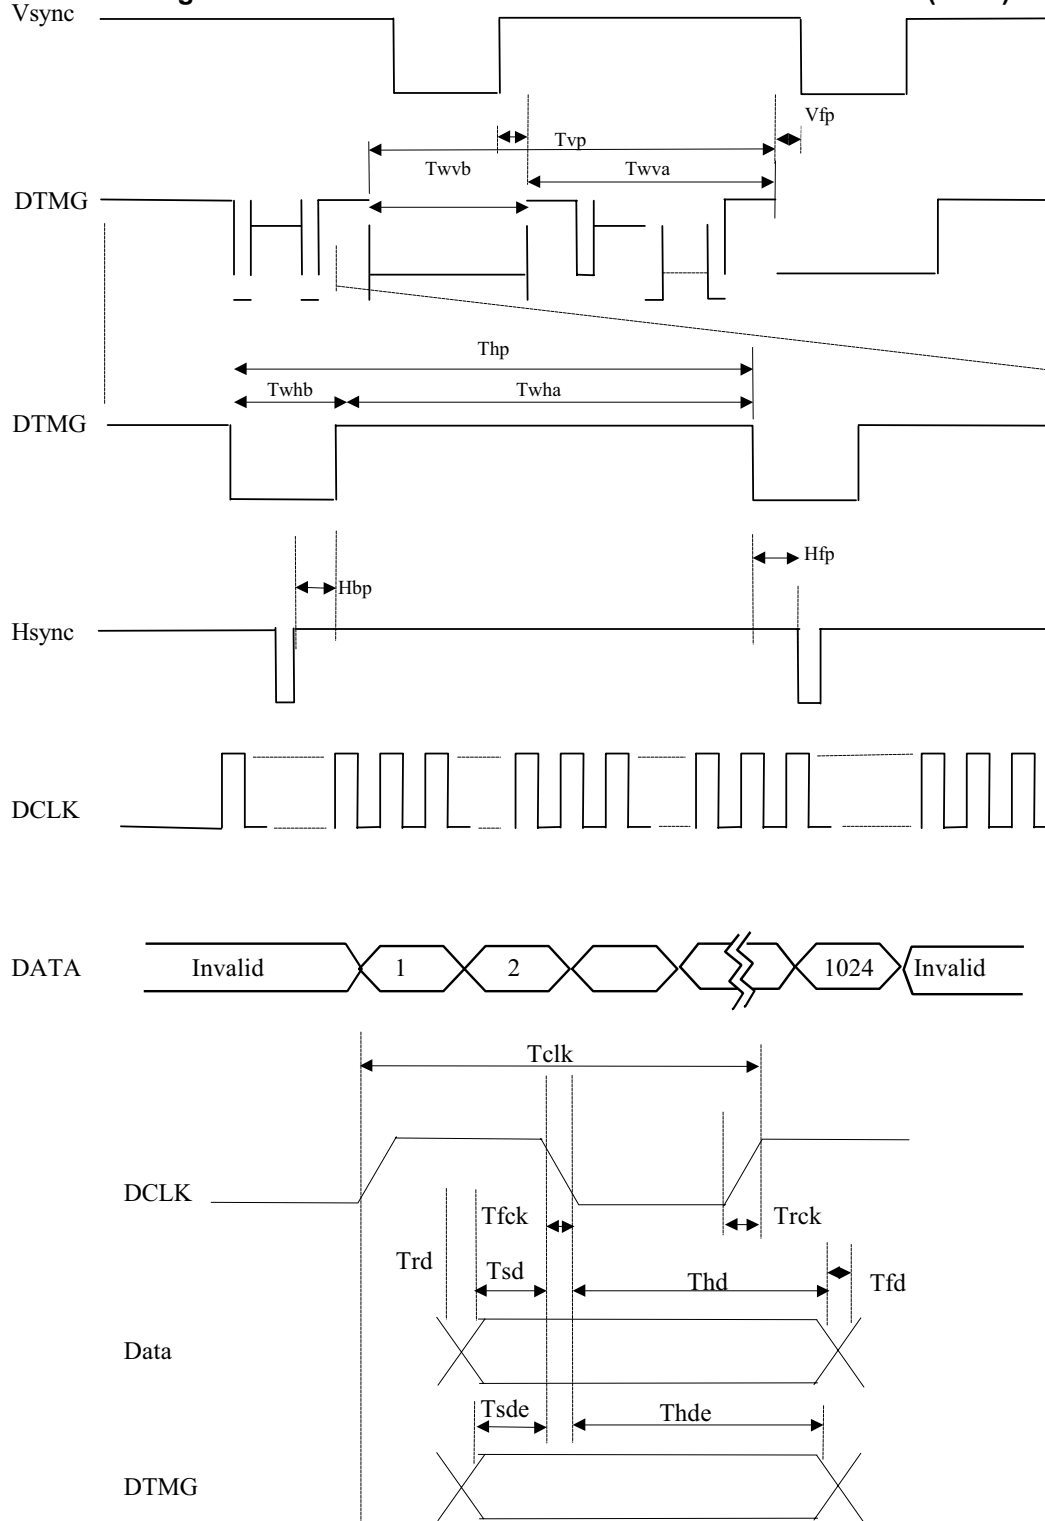 Vsync
Vfp
Tvp
Twvb
Twva
DTMG
Thp
Twhb
Twha
DTMG
Hfp
Hbp
Hsync
DCLK
DATA
Invalid
1
2
1024
Invalid
Tclk
DCLK
Tfck
Trck
Trd
Tsd
Thd
Tfd
Data
Tsde
Thde
DTMG